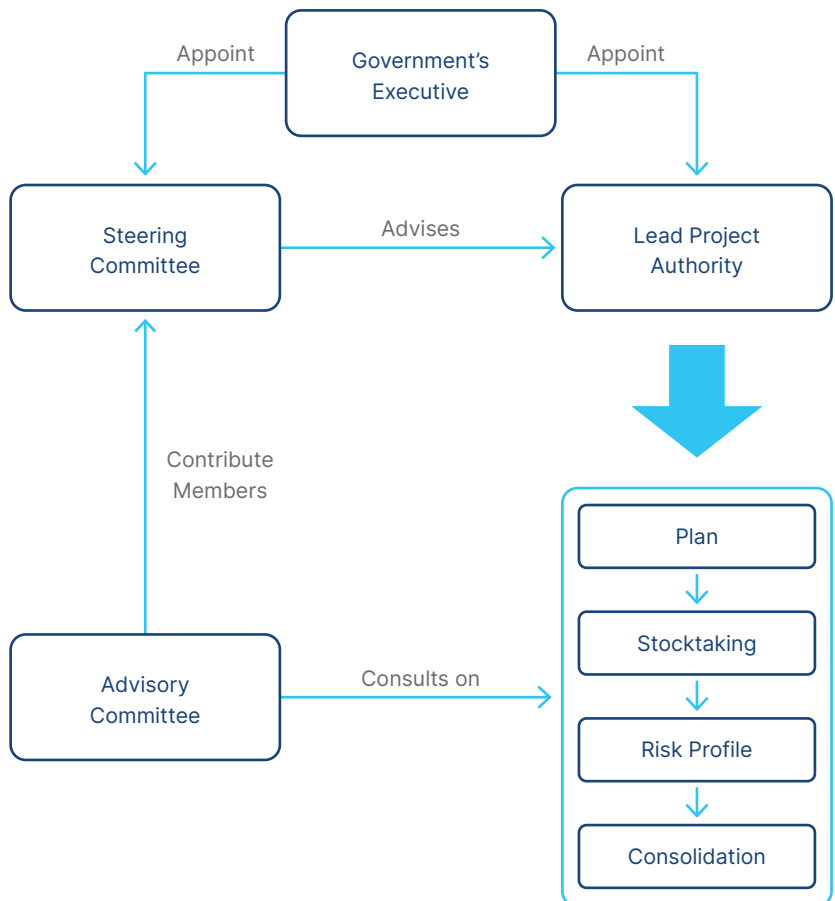 Appoint
Government’s
Executive
Appoint
Steering
Committee
Advises
Lead Project
Authority
Contribute
Members
Plan
Stocktaking
Advisory
Committee
Consults on
Risk Profile
Consolidation